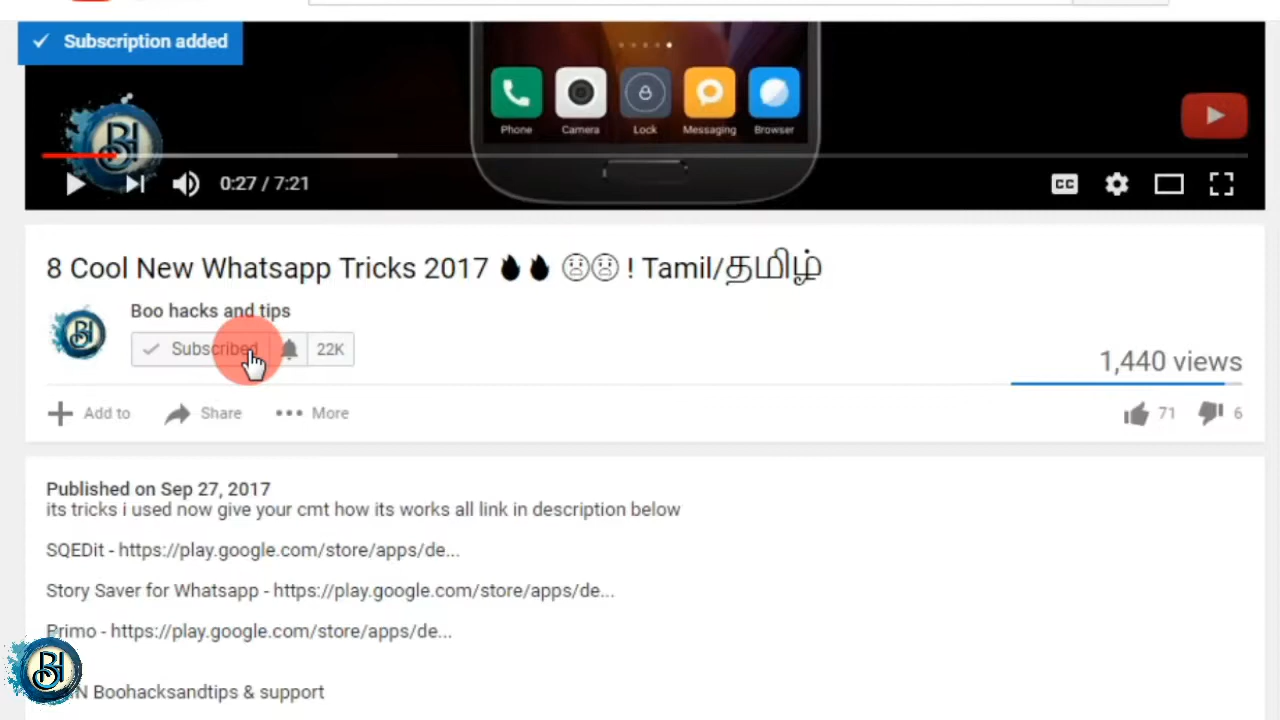 Subscription added
Phone Camera Lock Messaging Browser
0:27 / 7:21
CC
8 Cool New Whatsapp Tricks 2017 🔥🔥 😢😢 ! Tamil/தமிழ்
Boo hacks and tips
Subscribed 22K
1,440 views
Add to Share More
71 6
Published on Sep 27, 2017
its tricks i used now give your cmt how its works all link in description below
SQEDit - https://play.google.com/store/apps/de...
Story Saver for Whatsapp - https://play.google.com/store/apps/de...
Primo - https://play.google.com/store/apps/de...
Boohacksandtips & support